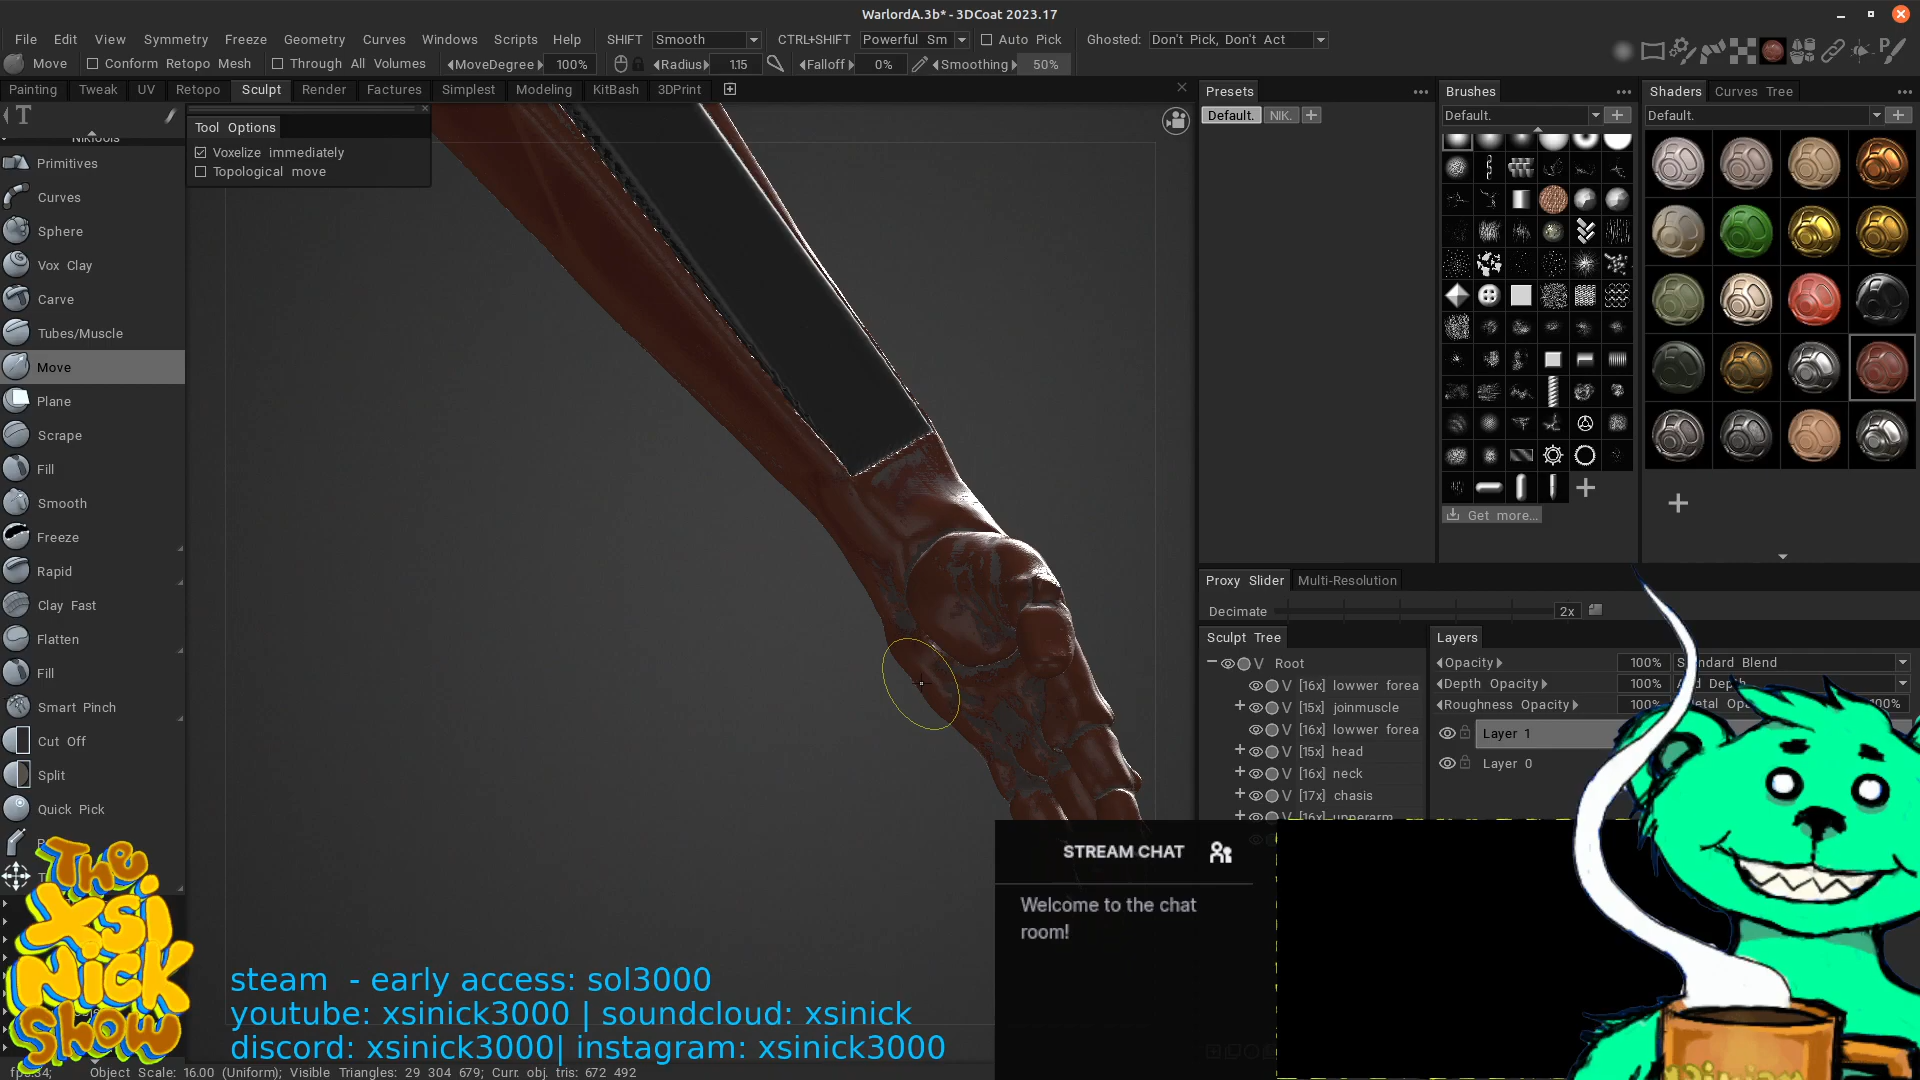 WarlordA.3b* - 3DCoat 2023.17
File Edit View Symmetry Freeze Geometry Curves Windows Scripts Help SHIFT Smooth CTRL+SHIFT Powerful Sm Auto Pick Ghosted: Don't Pick, Don't Act
Move Conform Retopo Mesh Through All Volumes MoveDegree 100% Radius 1.15 Falloff 0% Smoothing 50%
Painting Tweak UV Retopo Sculpt Render Factures Simplest Modeling KitBash 3DPrint
Tool Options
Voxelize immediately
Topological move
Primitives
Curves
Sphere
Vox Clay
Carve
Tubes/Muscle
Move
Plane
Scrape
Fill
Smooth
Freeze
Rapid
Clay Fast
Flatten
Fill
Smart Pinch
Cut Off
Split
Quick Pick
Presets
Default. NIK.
Brushes
Default.
Get more...
Shaders Curves Tree
Default.
Proxy Slider Multi-Resolution
Decimate 2x
Sculpt Tree
Root
V [16x] lowwer forea
V [15x] joinmuscle
V [16x] lowwer forea
V [15x] head
V [16x] neck
V [17x] chasis
V [16x] upperarm
Layers
Opacity 100% Standard Blend
Depth Opacity 100%
Roughness Opacity 100% 100%
Layer 1
Layer 0
STREAM CHAT
Welcome to the chat
room!
The
XSI
Nick
Show
steam - early access: sol3000
youtube: xsinick3000 | soundcloud: xsinick
discord: xsinick3000| instagram: xsinick3000
Object Scale: 16.00 (Uniform); Visible Triangles: 29 304 679; Curr. obj. tris: 672 492